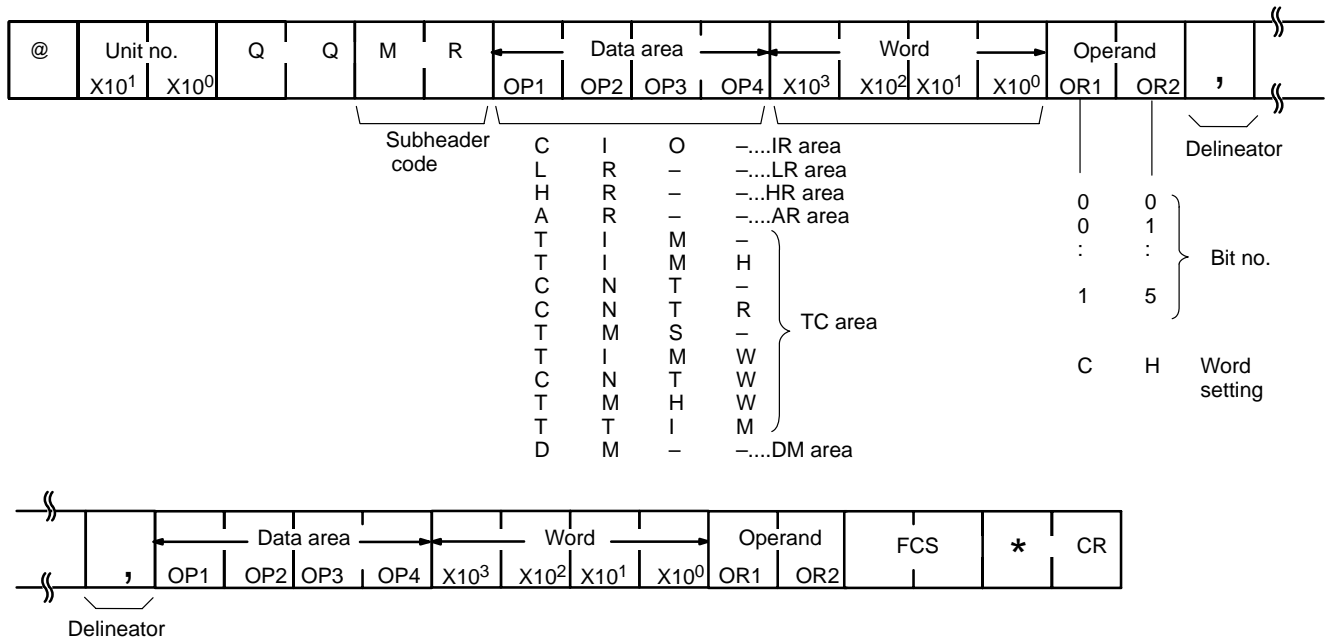 @ Unit no. Q Q M R Data area Word Operand ,
X10¹ X10⁰ OP1 OP2 OP3 OP4 X10³ X10² X10¹ X10⁰ OR1 OR2
Subheader code
Delineator
C I O –....IR area
L R – –....LR area
H R – –....HR area
A R – –....AR area
T I M –
T I M H
C N T –
C N T R
T M S –
T I M W
C N T W
T M H W
T T I M
TC area
D M – –....DM area
0 0
0 1
: :
1 5
Bit no.
C H Word setting
, Data area Word Operand FCS * CR
OP1 OP2 OP3 OP4 X10³ X10² X10¹ X10⁰ OR1 OR2
Delineator